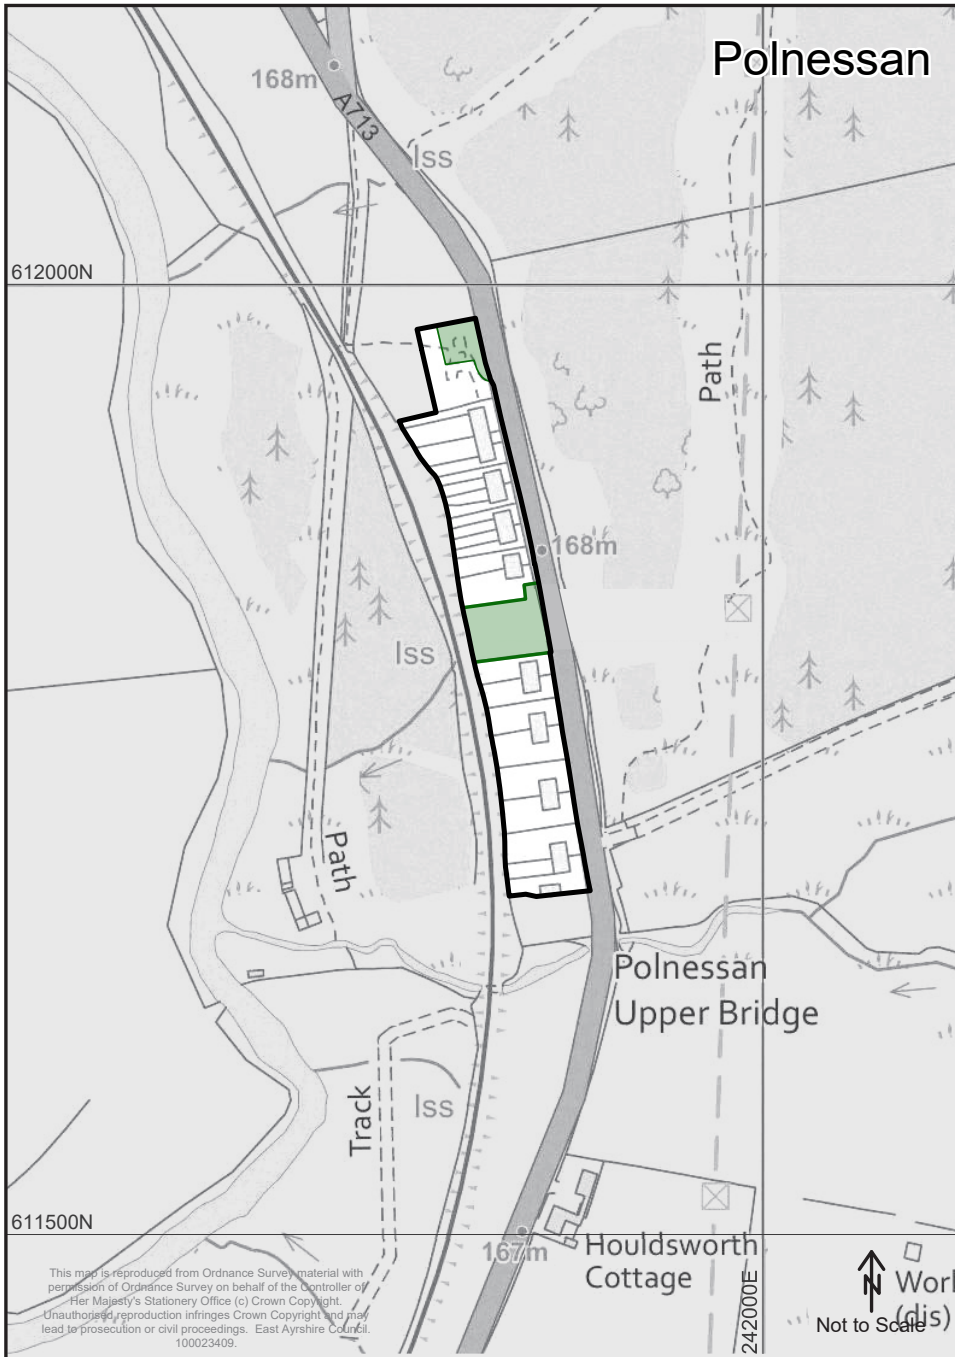 Polnessan
168m
A713
Iss
612000N
Path
168m
Iss
Path
Polnessan
Upper Bridge
Track
Iss
611500N
167m
Houldsworth
Cottage
242000E
N
Worl
(dis)
Not to Scale
This map is reproduced from Ordnance Survey material with
permission of Ordnance Survey on behalf of the Controller of
Her Majesty's Stationery Office (c) Crown Copyright.
Unauthorised reproduction infringes Crown Copyright and may
lead to prosecution or civil proceedings. East Ayrshire Council.
100023409.